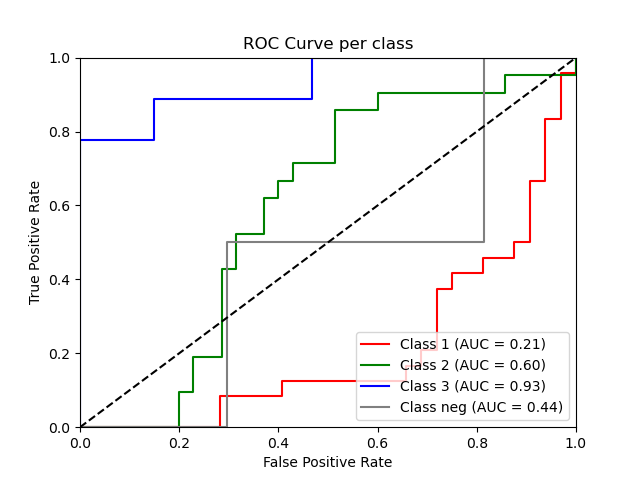 ROC Curve per class
1.0
0.8
0.6
0.4
0.2
0.0
True Positive Rate
Class 1 (AUC = 0.21)
Class 2 (AUC = 0.60)
Class 3 (AUC = 0.93)
Class neg (AUC = 0.44)
0.0 0.2 0.4 0.6 0.8 1.0
False Positive Rate